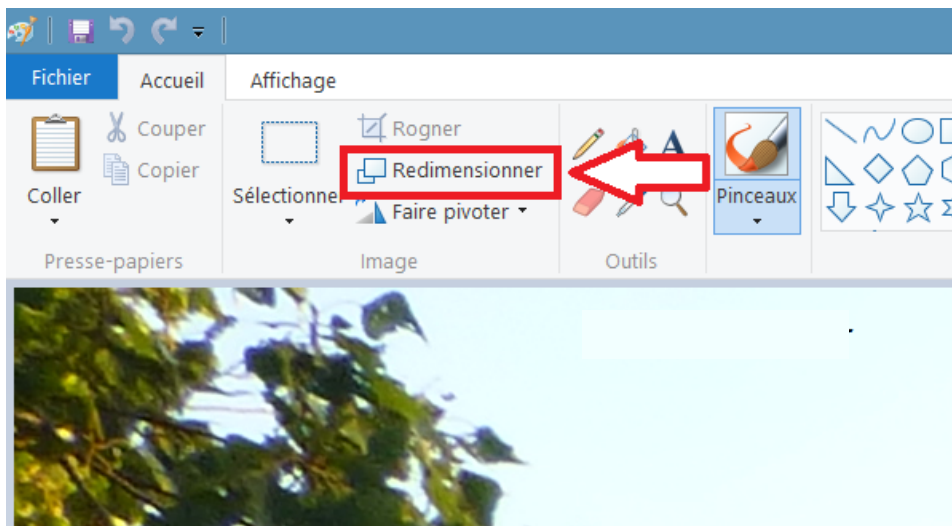 Fichier Accueil Affichage
Coller
Couper
Copier
Presse-papiers
Sélectionner
Rogner
Redimensionner
Faire pivoter
Image
A
Outils
Pinceaux